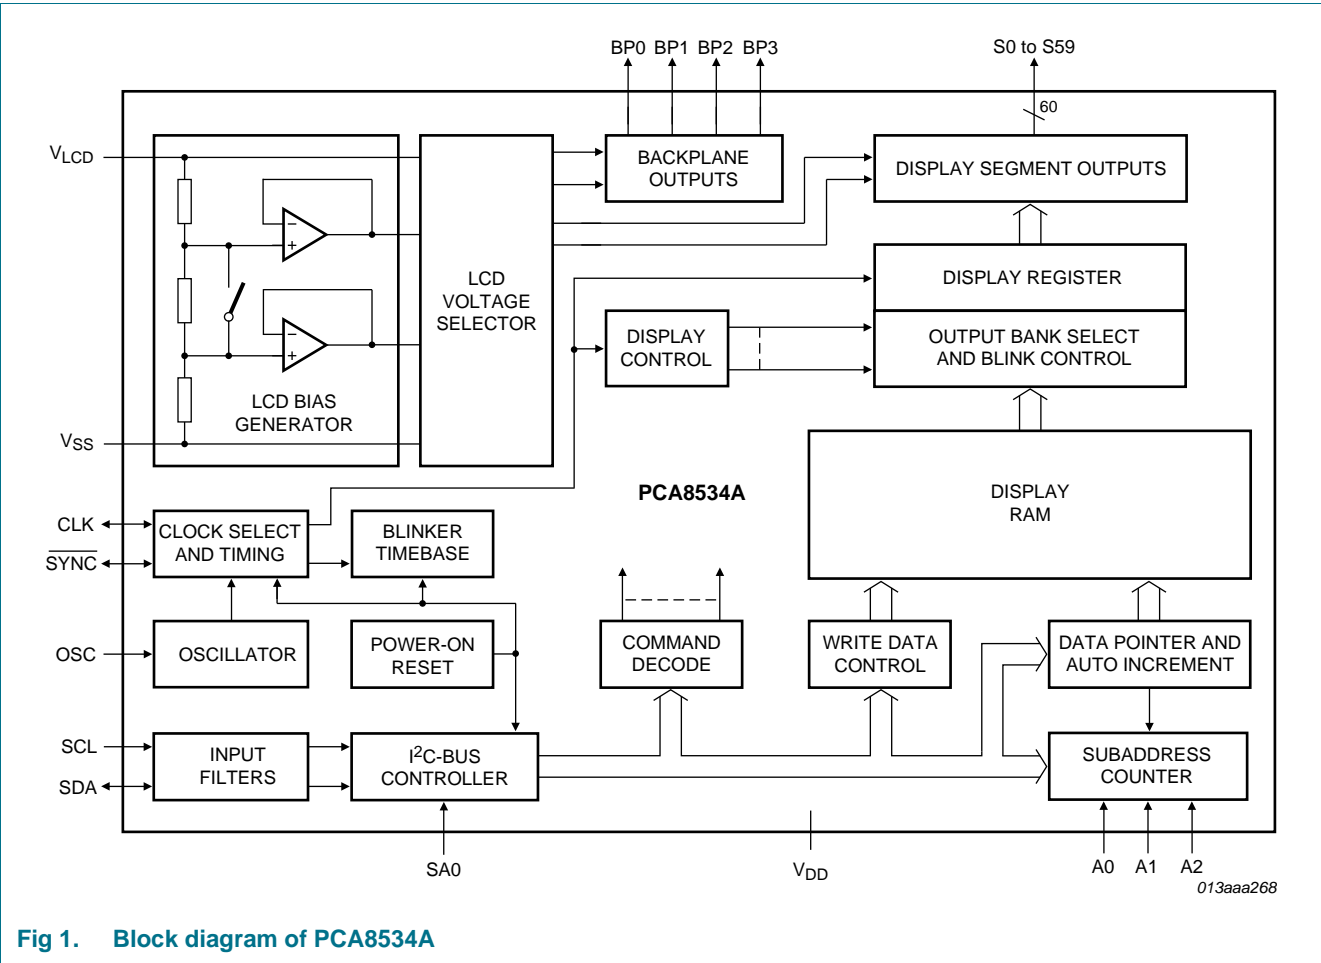 BP0 BP1 BP2 BP3
S0 to S59
60
VLCD
BACKPLANE
OUTPUTS
DISPLAY SEGMENT OUTPUTS
−
+
LCD
VOLTAGE
SELECTOR
DISPLAY REGISTER
−
+
DISPLAY
CONTROL
OUTPUT BANK SELECT
AND BLINK CONTROL
LCD BIAS
GENERATOR
VSS
PCA8534A
DISPLAY
RAM
CLK
SYNC
CLOCK SELECT
AND TIMING
BLINKER
TIMEBASE
OSC
OSCILLATOR
POWER-ON
RESET
COMMAND
DECODE
WRITE DATA
CONTROL
DATA POINTER AND
AUTO INCREMENT
SCL
SDA
INPUT
FILTERS
I2C-BUS
CONTROLLER
SUBADDRESS
COUNTER
SA0
VDD
A0 A1 A2
013aaa268
Fig 1. Block diagram of PCA8534A